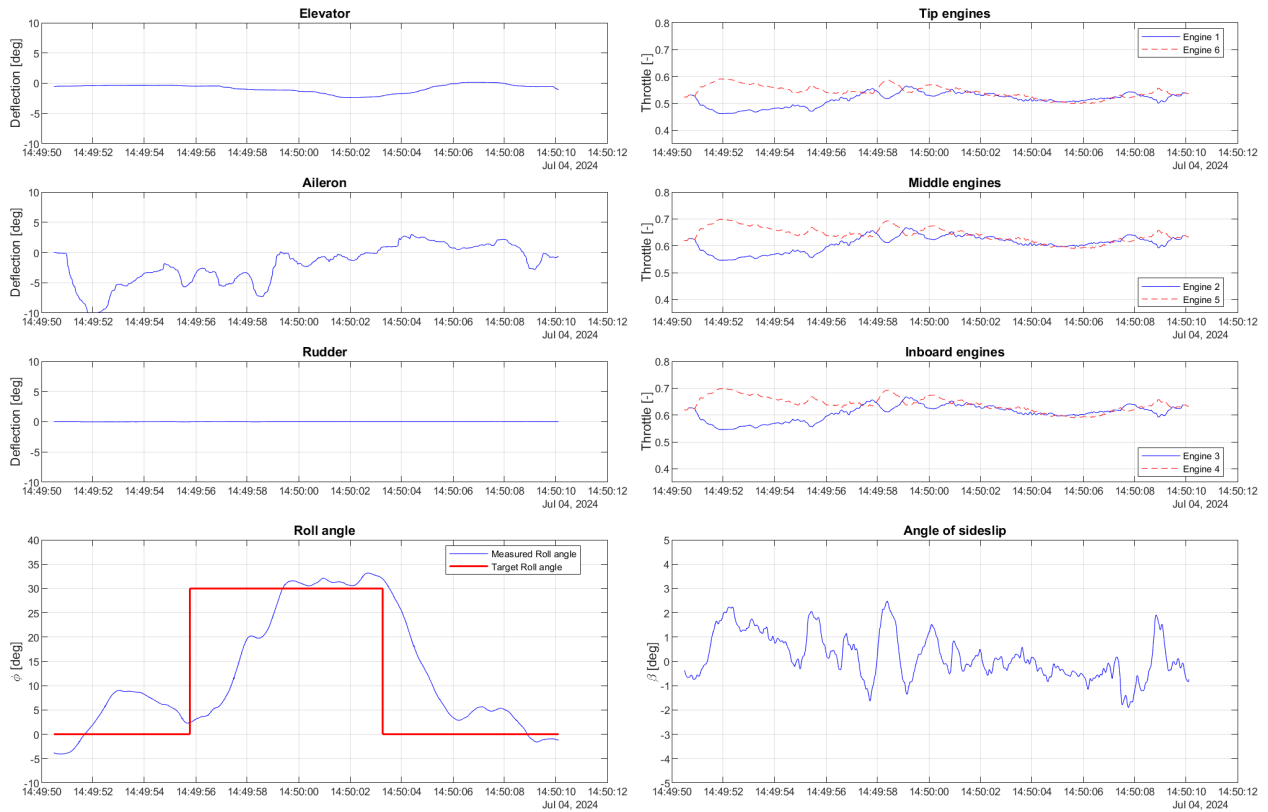 Elevator
Deflection [deg]
10
5
0
-5
-10
14:49:50 14:49:52 14:49:54 14:49:56 14:49:58 14:50:00 14:50:02 14:50:04 14:50:06 14:50:08 14:50:10 14:50:12
Jul 04, 2024
Tip engines
Throttle [-]
0.8
0.7
0.6
0.5
0.4
Engine 1
Engine 6
14:49:50 14:49:52 14:49:54 14:49:56 14:49:58 14:50:00 14:50:02 14:50:04 14:50:06 14:50:08 14:50:10 14:50:12
Jul 04, 2024
Aileron
Deflection [deg]
10
5
0
-5
-10
14:49:50 14:49:52 14:49:54 14:49:56 14:49:58 14:50:00 14:50:02 14:50:04 14:50:06 14:50:08 14:50:10 14:50:12
Jul 04, 2024
Middle engines
Throttle [-]
0.8
0.7
0.6
0.5
0.4
Engine 2
Engine 5
14:49:50 14:49:52 14:49:54 14:49:56 14:49:58 14:50:00 14:50:02 14:50:04 14:50:06 14:50:08 14:50:10 14:50:12
Jul 04, 2024
Rudder
Deflection [deg]
10
5
0
-5
-10
14:49:50 14:49:52 14:49:54 14:49:56 14:49:58 14:50:00 14:50:02 14:50:04 14:50:06 14:50:08 14:50:10 14:50:12
Jul 04, 2024
Inboard engines
Throttle [-]
0.8
0.7
0.6
0.5
0.4
Engine 3
Engine 4
14:49:50 14:49:52 14:49:54 14:49:56 14:49:58 14:50:00 14:50:02 14:50:04 14:50:06 14:50:08 14:50:10 14:50:12
Jul 04, 2024
Roll angle
ϕ [deg]
40
35
30
25
20
15
10
5
0
-5
-10
Measured Roll angle
Target Roll angle
14:49:50 14:49:52 14:49:54 14:49:56 14:49:58 14:50:00 14:50:02 14:50:04 14:50:06 14:50:08 14:50:10 14:50:12
Jul 04, 2024
Angle of sideslip
β [deg]
5
4
3
2
1
0
-1
-2
-3
-4
-5
14:49:50 14:49:52 14:49:54 14:49:56 14:49:58 14:50:00 14:50:02 14:50:04 14:50:06 14:50:08 14:50:10 14:50:12
Jul 04, 2024